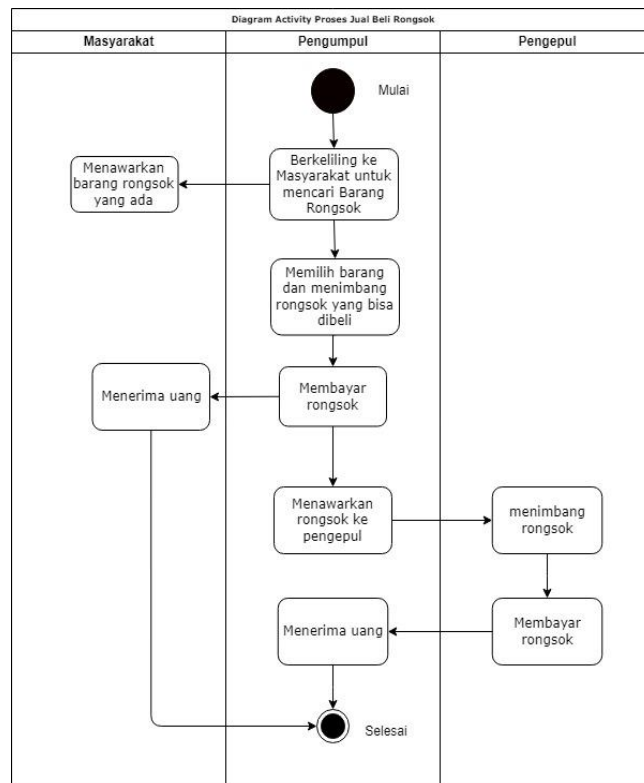 Diagram Activity Proses Jual Beli Rongsok
Masyarakat
Pengumpul
Pengepul
Mulai
Berkeliling ke
Masyarakat untuk
mencari Barang
Rongsok
Menawarkan
barang rongsok
yang ada
Memilih barang
dan menimbang
rongsok yang bisa
dibeli
Membayar
rongsok
Menerima uang
Menawarkan
rongsok ke
pengepul
menimbang
rongsok
Membayar
rongsok
Menerima uang
Selesai